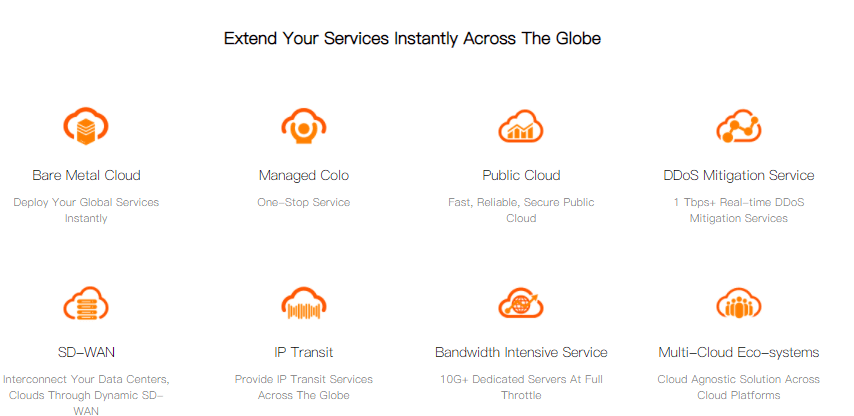 Extend Your Services Instantly Across The Globe
Bare Metal Cloud
Deploy Your Global Services
Instantly
Managed Colo
One-Stop Service
Public Cloud
Fast, Reliable, Secure Public
Cloud
DDoS Mitigation Service
1 Tbps+ Real-time DDoS
Mitigation Services
SD-WAN
Interconnect Your Data Centers,
Clouds Through Dynamic SD-
WAN
IP Transit
Provide IP Transit Services
Across The Globe
Bandwidth Intensive Service
10G+ Dedicated Servers At Full
Throttle
Multi-Cloud Eco-systems
Cloud Agnostic Solution Across
Cloud Platforms